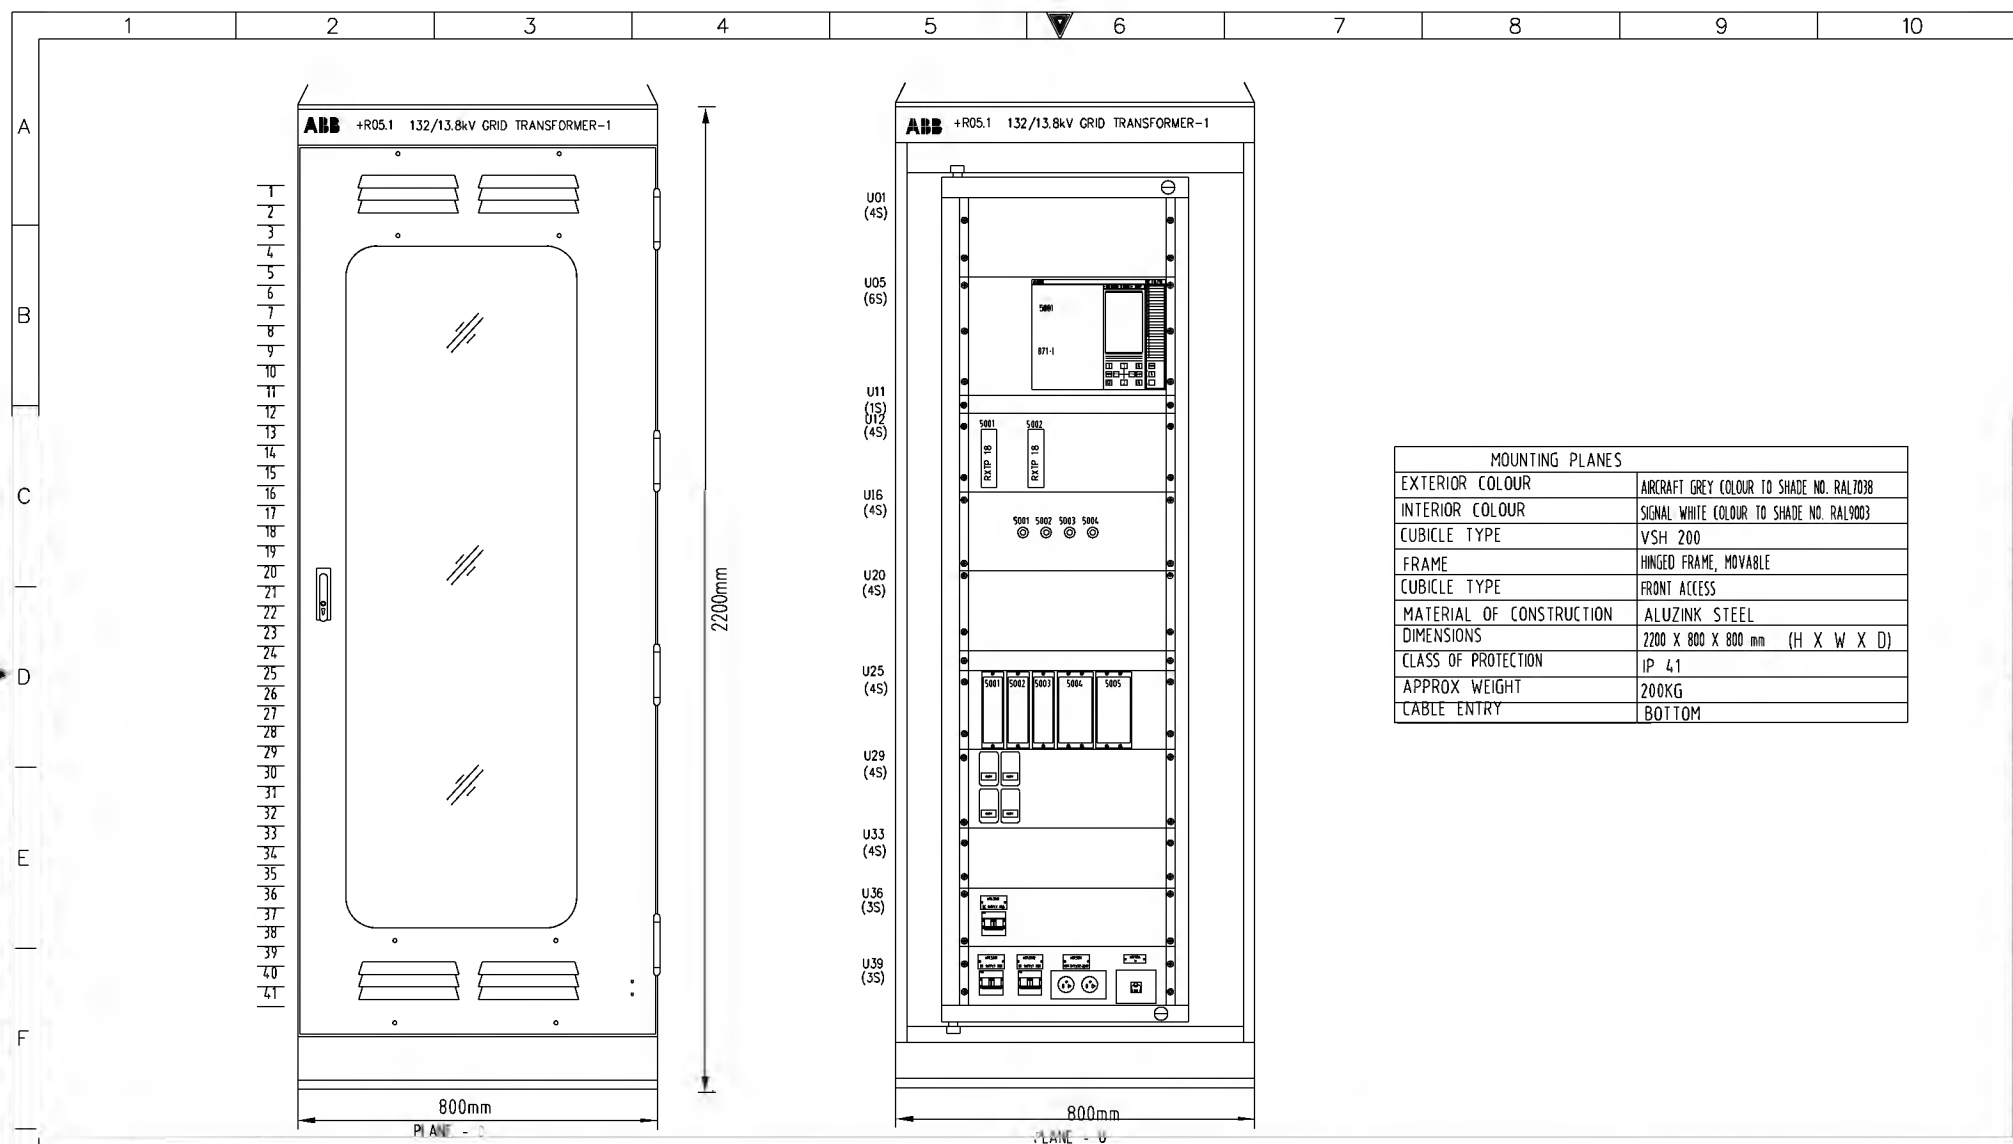 1 2 3 4 5 6 7 8 9 10
A
B
C
D
E
F
ABB +R05.1 132/13.8kV GRID TRANSFORMER-1
1
2
3
4
5
6
7
8
9
10
11
12
13
14
15
16
17
18
19
20
21
22
23
24
25
26
27
28
29
30
31
32
33
34
35
36
37
38
39
40
41
2200mm
800mm
PLANE -
ABB +R05.1 132/13.8kV GRID TRANSFORMER-1
U01
(4S)
U05
(6S)
5001
871-1
U11
(1S)
U12
(4S)
5001 5002
RXTP 18 RXTP 18
U16
(4S)
5001 5002 5003 5004
U20
(4S)
U25
(4S)
5001 5002 5003 5004 5005
U29
(4S)
U33
(4S)
U36
(3S)
U39
(3S)
800mm
PLANE - U
MOUNTING PLANES
EXTERIOR COLOUR AIRCRAFT GREY COLOUR TO SHADE NO. RAL7038
INTERIOR COLOUR SIGNAL WHITE COLOUR TO SHADE NO. RAL9003
CUBICLE TYPE VSH 200
FRAME HINGED FRAME, MOVABLE
CUBICLE TYPE FRONT ACCESS
MATERIAL OF CONSTRUCTION ALUZINK STEEL
DIMENSIONS 2200 X 800 X 800 mm (H X W X D)
CLASS OF PROTECTION IP 41
APPROX WEIGHT 200KG
CABLE ENTRY BOTTOM